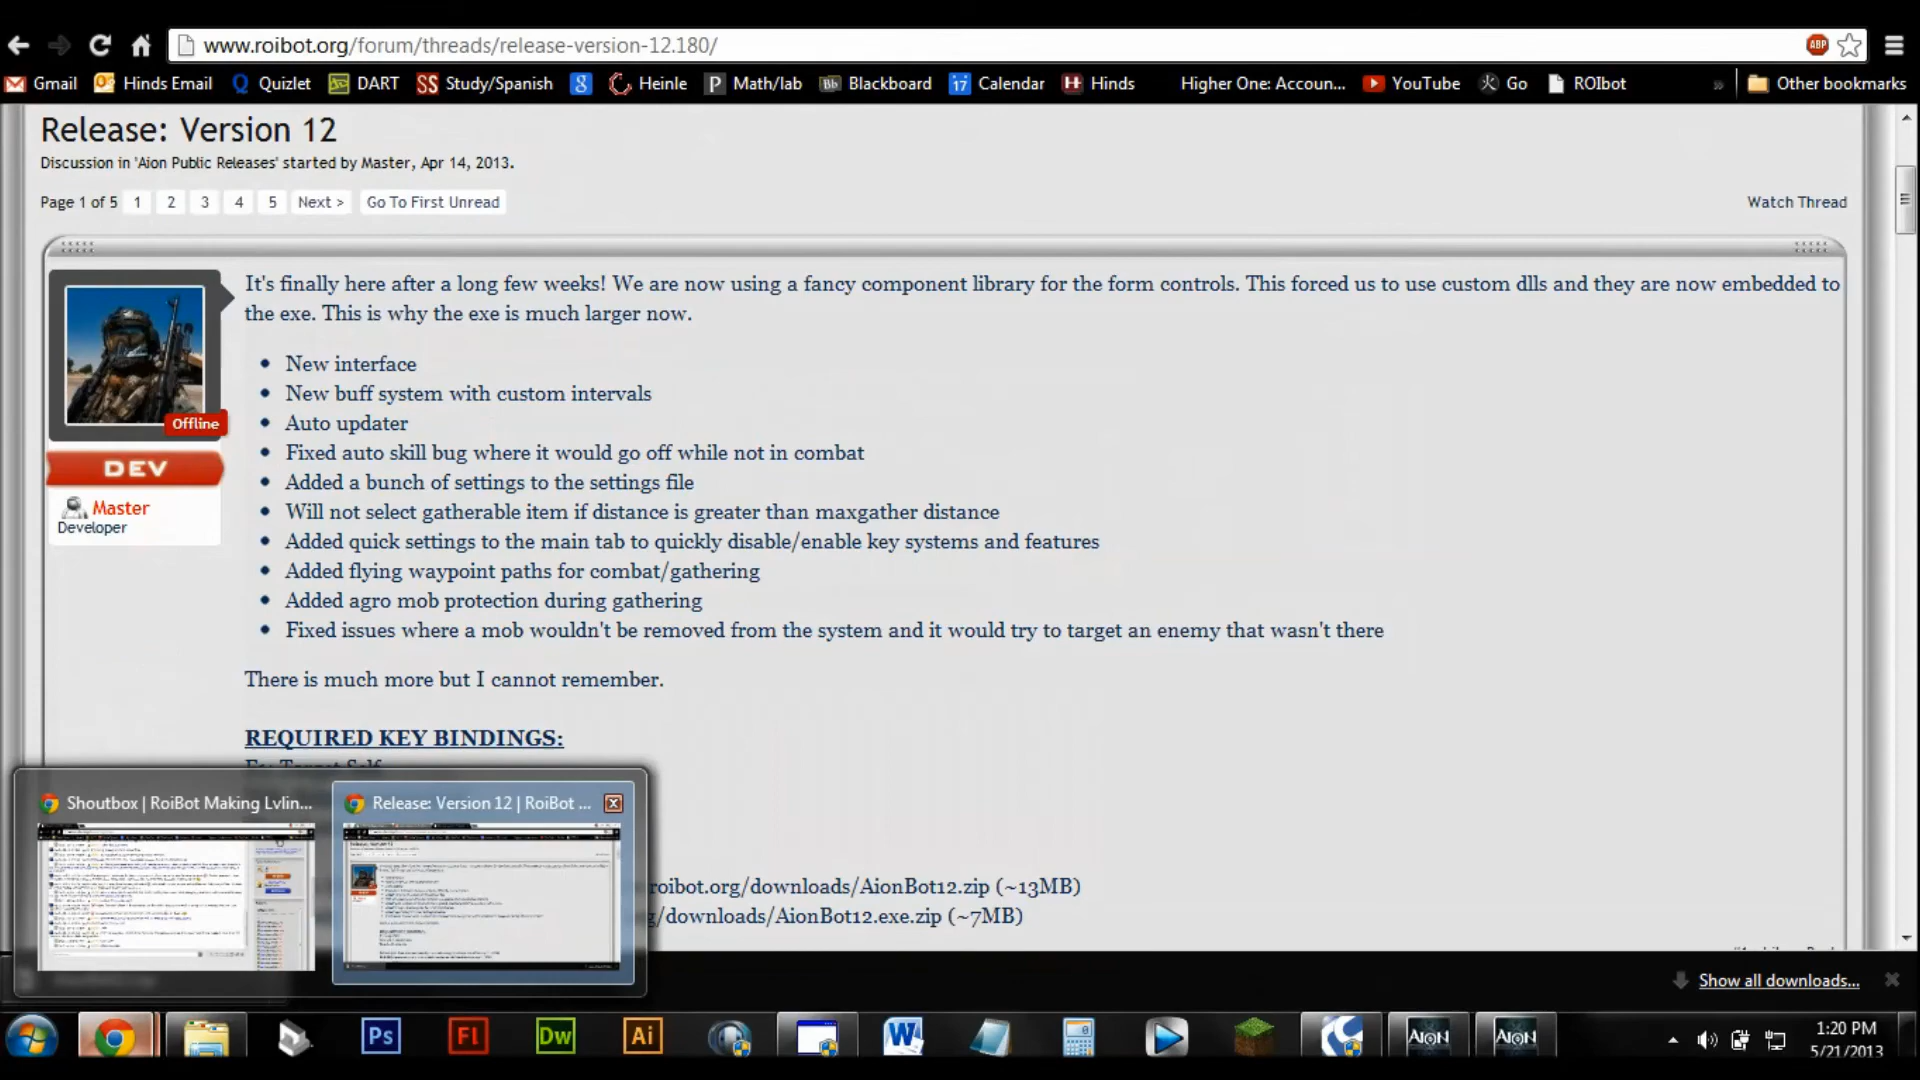 www.roibot.org/forum/threads/release-version-12.180/
ABP
Gmail Hinds Email Quizlet DART SS Study/Spanish Heinle P Math/lab Bb Blackboard 17 Calendar H Hinds Higher One: Accoun... YouTube Go ROIbot » Other bookmarks
Release: Version 12
Discussion in 'Aion Public Releases' started by Master, Apr 14, 2013.
Page 1 of 5 1 2 3 4 5 Next > Go To First Unread Watch Thread
It's finally here after a long few weeks! We are now using a fancy component library for the form controls. This forced us to use custom dlls and they are now embedded to
the exe. This is why the exe is much larger now.
Offline
DEV
Master
Developer
• New interface
• New buff system with custom intervals
• Auto updater
• Fixed auto skill bug where it would go off while not in combat
• Added a bunch of settings to the settings file
• Will not select gatherable item if distance is greater than maxgather distance
• Added quick settings to the main tab to quickly disable/enable key systems and features
• Added flying waypoint paths for combat/gathering
• Added agro mob protection during gathering
• Fixed issues where a mob wouldn't be removed from the system and it would try to target an enemy that wasn't there
There is much more but I cannot remember.
REQUIRED KEY BINDINGS:
Target Self
Shoutbox | RoiBot Making Lvlin... Release: Version 12 | RoiBot ...
roibot.org/downloads/AionBot12.zip (~13MB)
/downloads/AionBot12.exe.zip (~7MB)
Show all downloads...
Ps Fl Dw Ai W AION AION
1:20 PM
5/21/2013